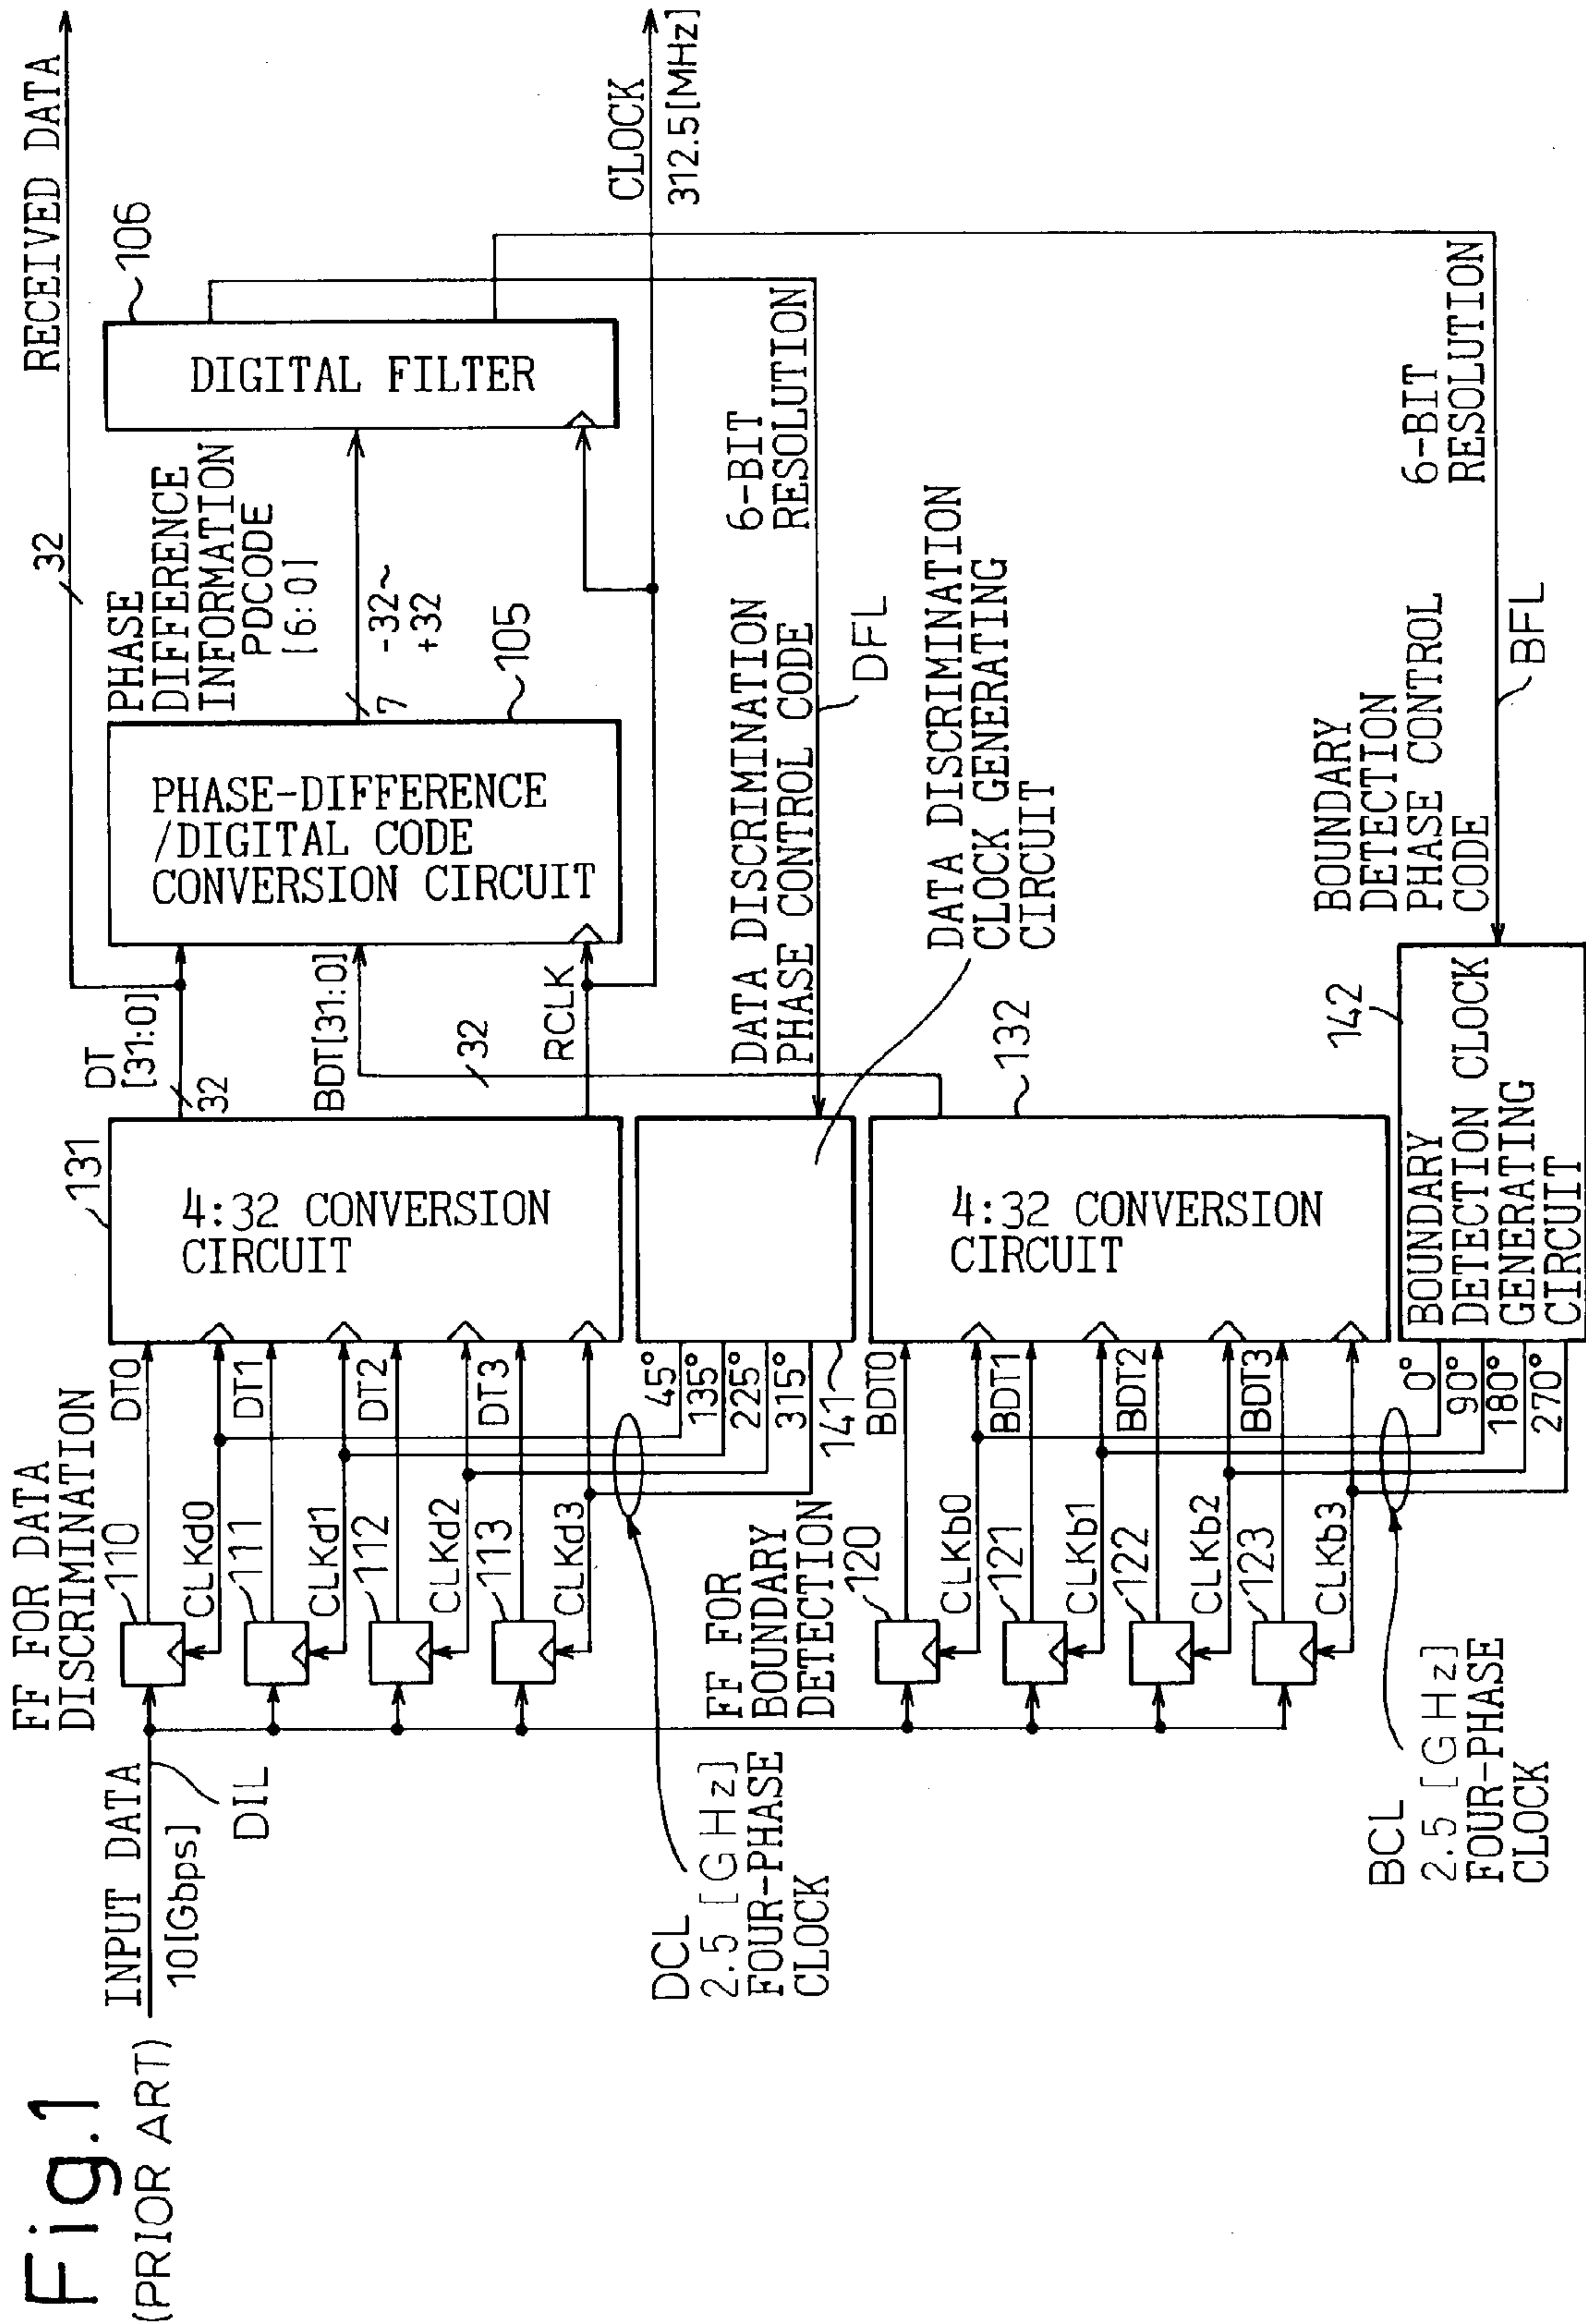 Fig.1
(PRIOR ART)
INPUT DATA
10[Gbps]
DIL
FF FOR DATA
DISCRIMINATION
110
CLKd0
111
CLKd1
112
CLKd2
113
CLKd3
DT0
DT1
DT2
DT3
131
4:32 CONVERSION
CIRCUIT
DT
[31:0]
32
BDT[31:0]
32
RCLK
32
RECEIVED DATA
PHASE-DIFFERENCE
/DIGITAL CODE
CONVERSION CIRCUIT
105
PHASE
DIFFERENCE
INFORMATION
PDCODE
[6:0]
7
-32~
+32
DIGITAL FILTER
106
CLOCK
312.5[MHz]
DCL
2.5 [GHz]
FOUR-PHASE
CLOCK
45°
135°
225°
315°
141
DATA DISCRIMINATION
PHASE CONTROL CODE
6-BIT
RESOLUTION
DFL
DATA DISCRIMINATION
CLOCK GENERATING
CIRCUIT
FF FOR
BOUNDARY
DETECTION
120
CLKb0
121
CLKb1
122
CLKb2
123
CLKb3
BDT0
BDT1
BDT2
BDT3
132
4:32 CONVERSION
CIRCUIT
BCL
2.5 [GHz]
FOUR-PHASE
CLOCK
0°
90°
180°
270°
142
BOUNDARY
DETECTION CLOCK
GENERATING
CIRCUIT
BOUNDARY
DETECTION
PHASE CONTROL
CODE
BFL
6-BIT
RESOLUTION